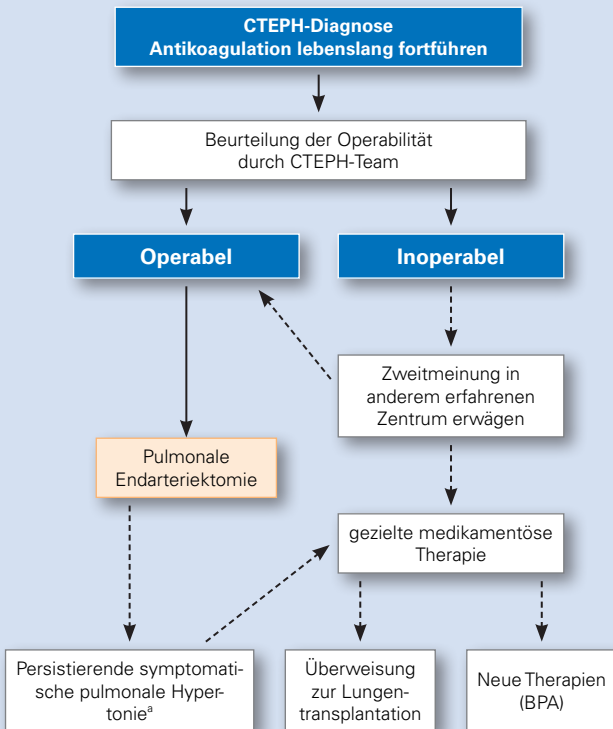 CTEPH-Diagnose
Antikoagulation lebenslang fortführen
Beurteilung der Operabilität
durch CTEPH-Team
Operabel
Inoperabel
Zweitmeinung in
anderem erfahrenen
Zentrum erwägen
Pulmonale
Endarteriektomie
gezielte medikamentöse
Therapie
Persistierende symptomati-
sche pulmonale Hyper-
tonieᵃ
Überweisung
zur Lungen-
transplantation
Neue Therapien
(BPA)